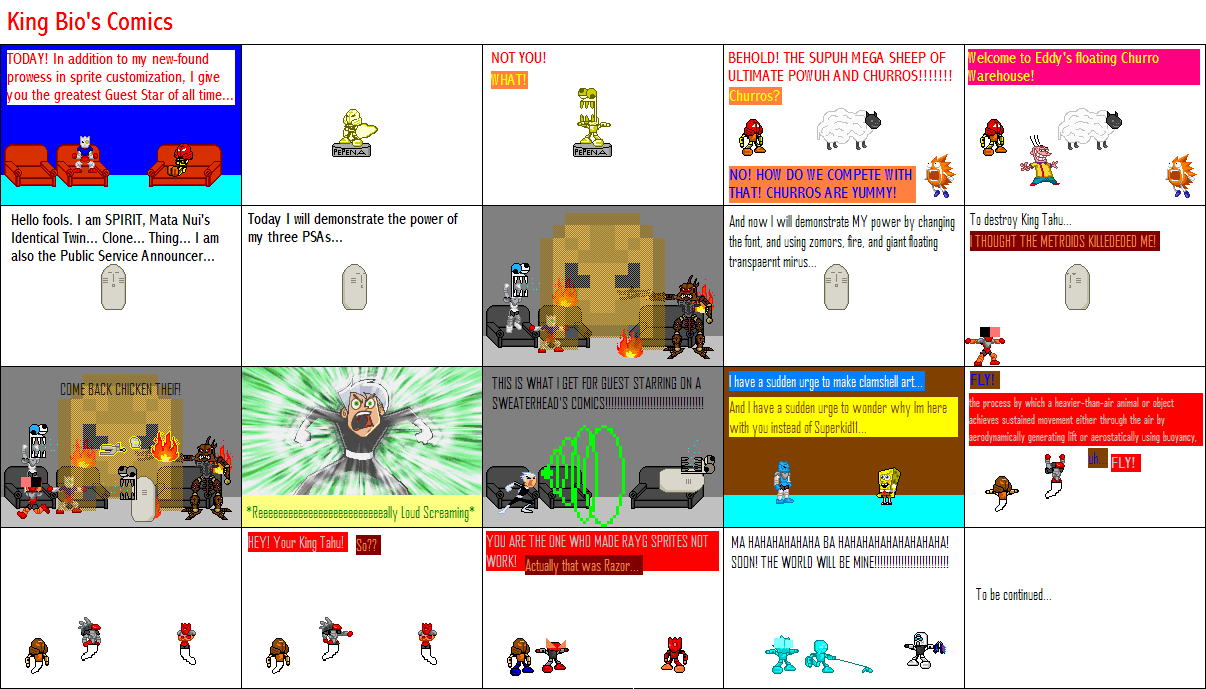 King Bio's Comics
TODAY! In addition to my new-found
prowess in sprite customization, I give
you the greatest Guest Star of all time...
PEPENA
NOT YOU!
WHAT!
PEPENA
BEHOLD! THE SUPUH MEGA SHEEP OF
ULTIMATE POWUH AND CHURROS!!!!!!!
Churros?
NO! HOW DO WE COMPETE WITH
THAT! CHURROS ARE YUMMY!
Welcome to Eddy's floating Churro
Warehouse!
Hello fools. I am SPIRIT, Mata Nui's
Identical Twin... Clone... Thing... I am
also the Public Service Announcer...
Today I will demonstrate the power of
my three PSAs...
And now I will demonstrate MY power by changing
the font, and using zomors, fire, and giant floating
transpaernt mirus...
To destroy King Tahu...
I THOUGHT THE METROIDS KILLEDEDED ME!
COME BACK CHICKEN THEIF!
*Reeeeeeeeeeeeeeeeeeeeeeeeally Loud Screaming*
THIS IS WHAT I GET FOR GUEST STARRING ON A
SWEATERHEAD'S COMICS!!!!!!!!!!!!!!!!!!!!!!!!!!!!!!!!!
I have a sudden urge to make clamshell art...
And I have a sudden urge to wonder why Im here
with you instead of Superkid11...
FLY!
the process by which a heavier-than-air animal or object
achieves sustained movement either through the air by
aerodynamically generating lift or aerostatically using buoyancy,
uh..
FLY!
HEY! Your King Tahu!
So??
YOU ARE THE ONE WHO MADE RAYG SPRITES NOT
WORK!
Actually that was Razor...
MA HAHAHAHAHAHA BA HAHAHAHAHAHAHAHA!
SOON! THE WORLD WILL BE MINE!!!!!!!!!!!!!!!!!!!!!!!!!
To be continued...